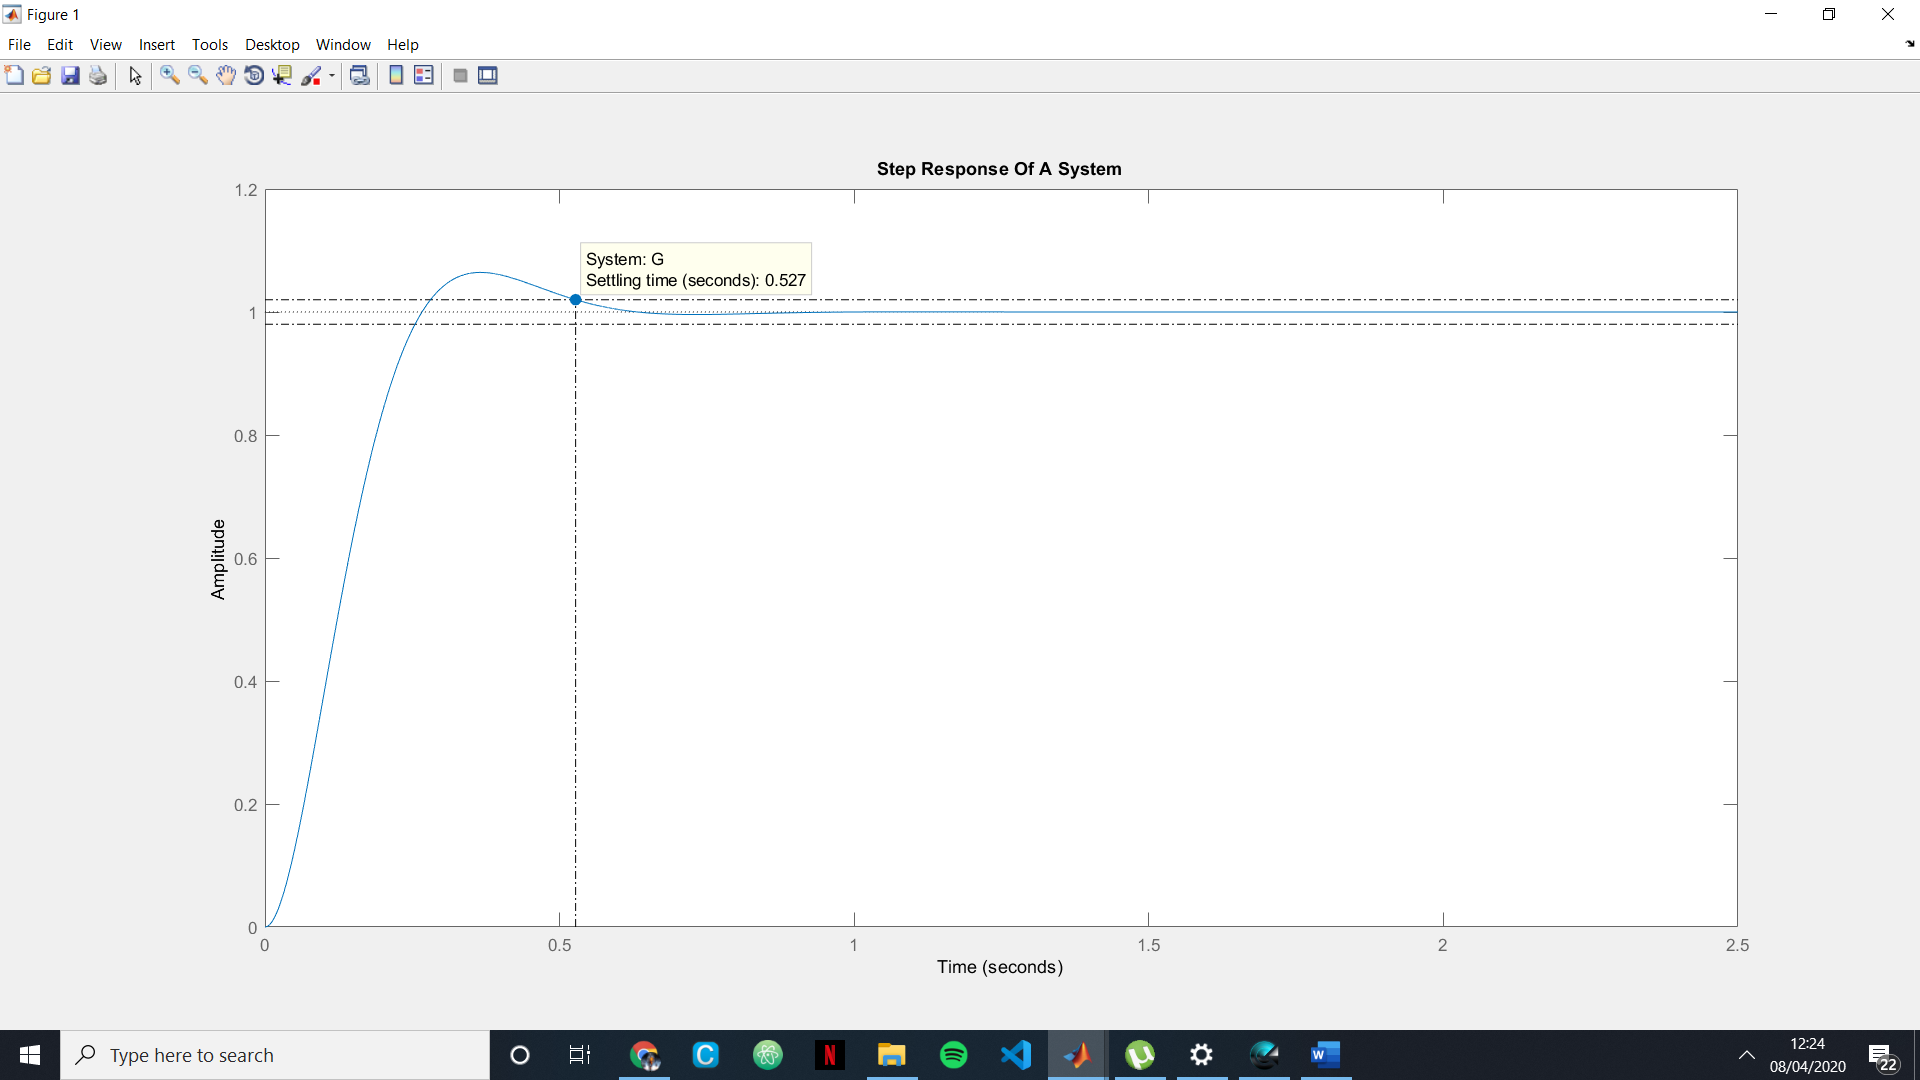 Figure 1
File Edit View Insert Tools Desktop Window Help
Step Response Of A System
1.2
System: G
Settling time (seconds): 0.527
1
0.8
0.6
0.4
0.2
0
Amplitude
0 0.5 1 1.5 2 2.5
Time (seconds)
Type here to search
C
N
W
12:24
08/04/2020
22